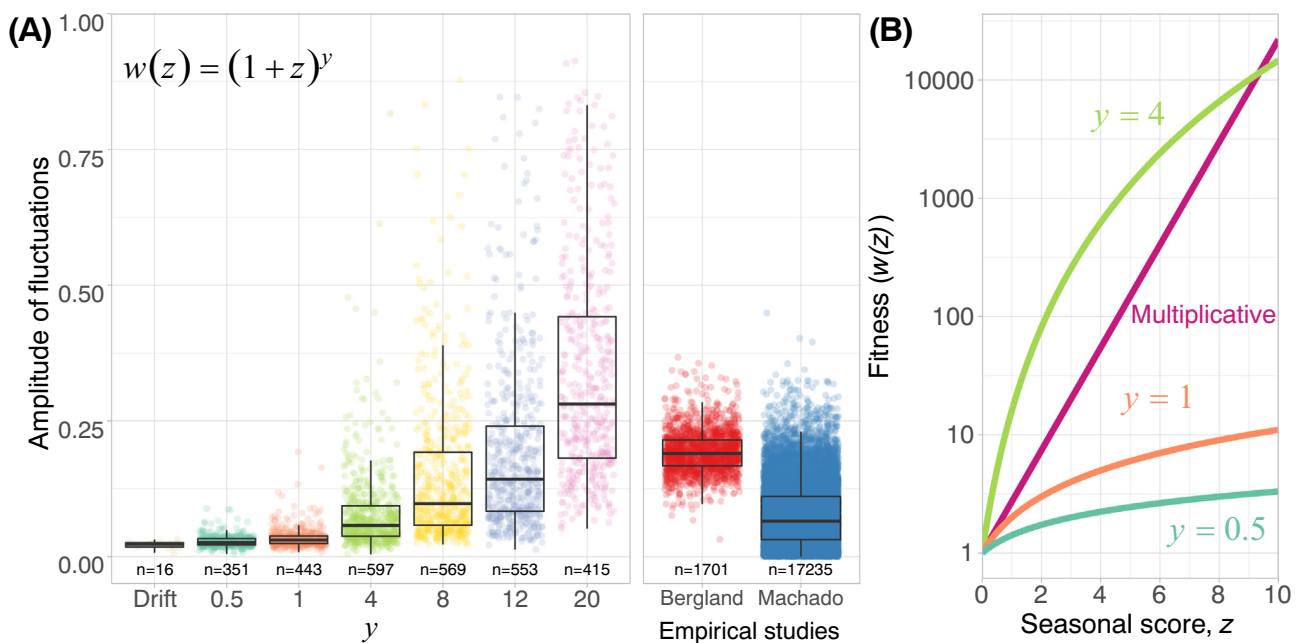 (A)
w(z) = (1 + z)^y
Amplitude of fluctuations
1.00
0.75
0.50
0.25
0.00
n=16 n=351 n=443 n=597 n=569 n=553 n=415
Drift 0.5 1 4 8 12 20
y
n=1701 n=17235
Bergland Machado
Empirical studies
(B)
Fitness (w(z))
10000
1000
100
10
1
y = 4
Multiplicative
y = 1
y = 0.5
0 2 4 6 8 10
Seasonal score, z